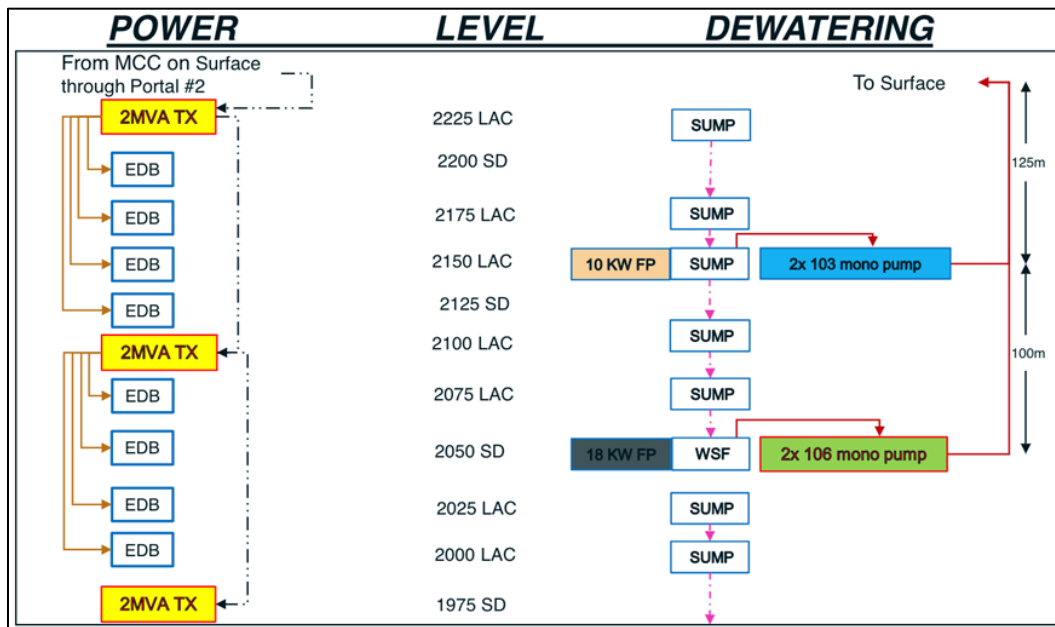 POWER LEVEL DEWATERING
From MCC on Surface
through Portal #2
To Surface
2MVA TX 2225 LAC SUMP
125m
EDB 2200 SD
EDB 2175 LAC SUMP
EDB 2150 LAC 10 KW FP SUMP 2x 103 mono pump
EDB 2125 SD
2MVA TX 2100 LAC SUMP
100m
EDB 2075 LAC SUMP
EDB 2050 SD 18 KW FP WSF 2x 106 mono pump
EDB 2025 LAC SUMP
EDB 2000 LAC SUMP
2MVA TX 1975 SD